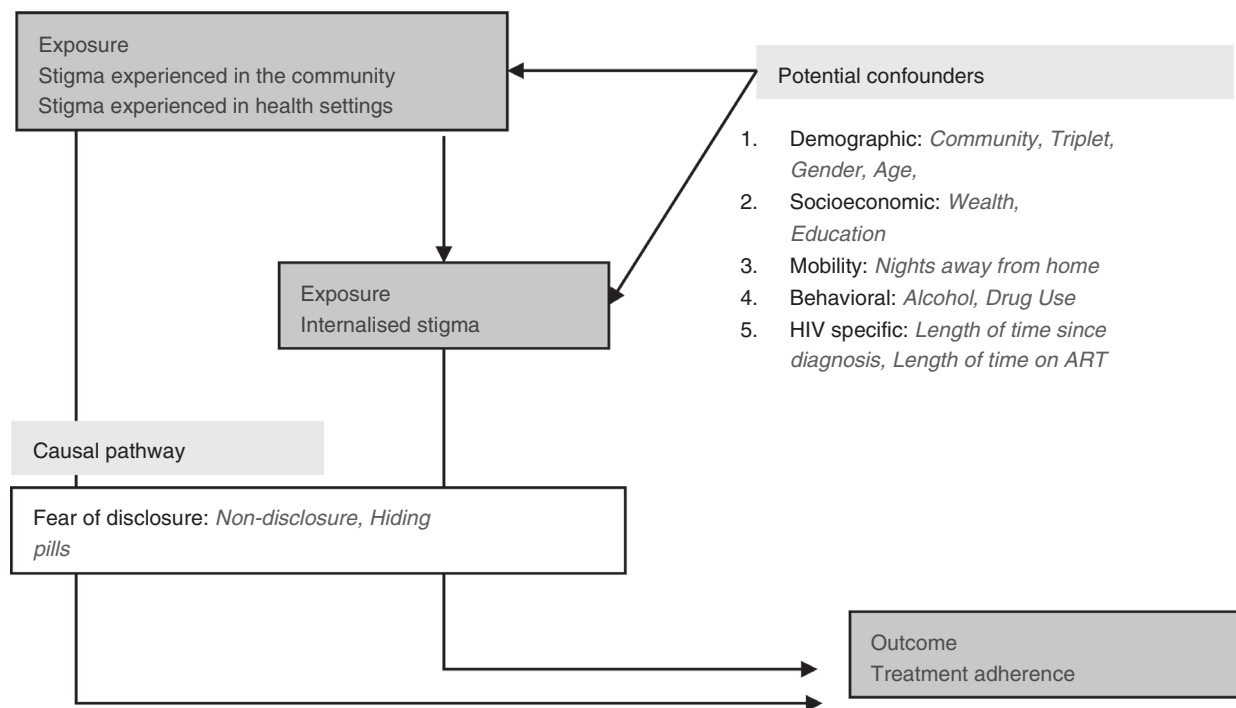 Exposure
Stigma experienced in the community
Stigma experienced in health settings
Potential confounders
1. Demographic: Community, Triplet,
Gender, Age,
2. Socioeconomic: Wealth,
Education
3. Mobility: Nights away from home
4. Behavioral: Alcohol, Drug Use
5. HIV specific: Length of time since
diagnosis, Length of time on ART
Exposure
Internalised stigma
Causal pathway
Fear of disclosure: Non-disclosure, Hiding
pills
Outcome
Treatment adherence